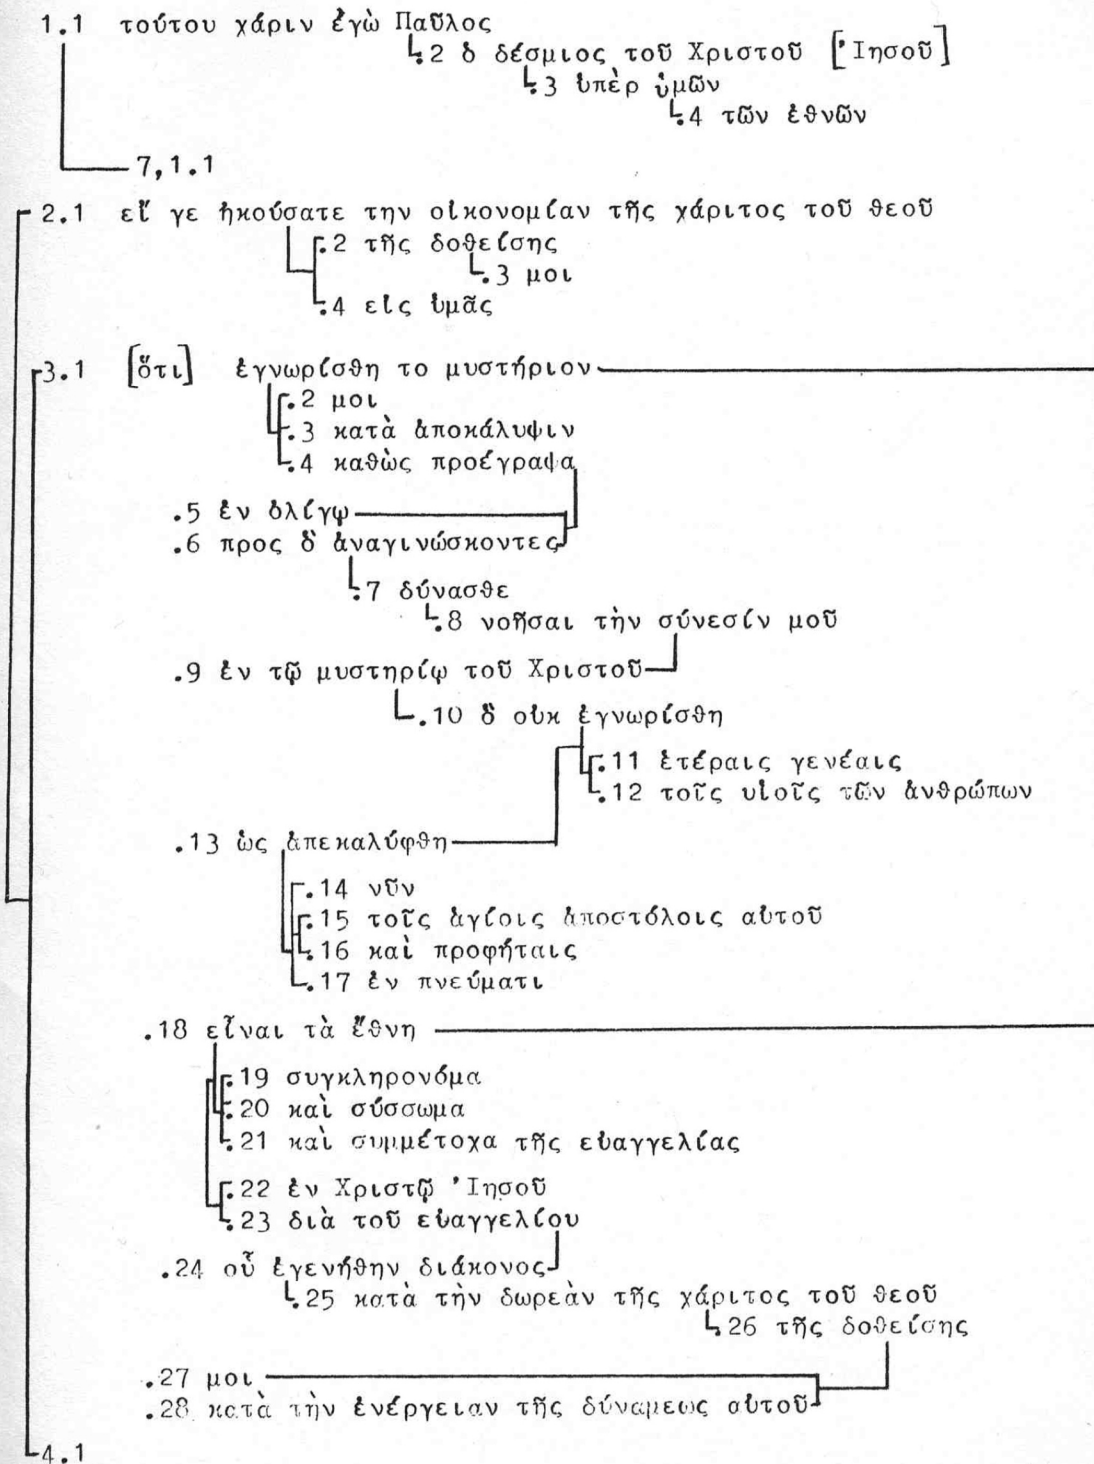 1.1 τούτου χάριν ἐγὼ Παῦλος
.2 ὁ δέσμιος τοῦ Χριστοῦ [Ἰησοῦ]
.3 ὑπὲρ ὑμῶν
.4 τῶν ἐθνῶν
7,1.1
2.1 εἴ γε ἠκούσατε την οἰκονομίαν τῆς χάριτος τοῦ θεοῦ
.2 τῆς δοθείσης
.3 μοι
.4 εἰς ὑμᾶς
3.1 [ὅτι] ἐγνωρίσθη το μυστήριον
.2 μοι
.3 κατὰ ἀποκάλυψιν
.4 καθὼς προέγραψα
.5 ἐν ὀλίγῳ
.6 προς ὃ ἀναγινώσκοντες
.7 δύνασθε
.8 νοῆσαι τὴν σύνεσίν μοῦ
.9 ἐν τῷ μυστηρίῳ τοῦ Χριστοῦ
.10 ὃ οὐκ ἐγνωρίσθη
.11 ἑτέραις γενέαις
.12 τοῖς υἱοῖς τῶν ἀνθρώπων
.13 ὡς ἀπεκαλύφθη
.14 νῦν
.15 τοῖς ἁγίοις ἀποστόλοις αὐτοῦ
.16 καὶ προφήταις
.17 ἐν πνεύματι
.18 εἶναι τὰ ἔθνη
.19 συγκληρονόμα
.20 καὶ σύσσωμα
.21 καὶ συμμέτοχα τῆς εὐαγγελίας
.22 ἐν Χριστῷ Ἰησοῦ
.23 διὰ τοῦ εὐαγγελίου
.24 οὗ ἐγενήθην διάκονος
.25 κατὰ τὴν δωρεὰν τῆς χάριτος τοῦ θεοῦ
.26 τῆς δοθείσης
.27 μοι
.28 κατὰ τὴν ἐνέργειαν τῆς δύναμεως αὐτοῦ
4.1